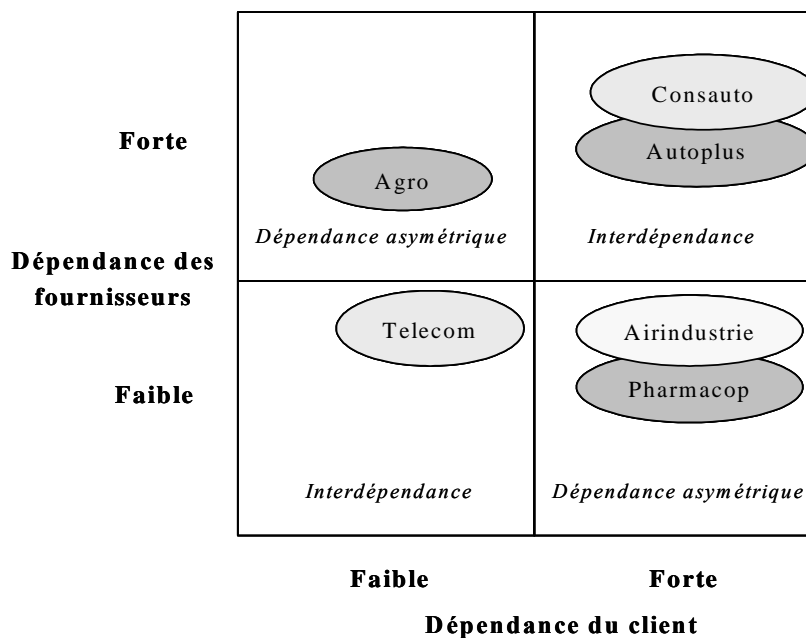 Consauto
Forte
Autoplus
Agro
Dépendance asymétrique
Interdépendance
Dépendance des
fournisseurs
Telecom
Airindustrie
Faible
Pharmacop
Interdépendance
Dépendance asymétrique
Faible
Forte
Dépendance du client